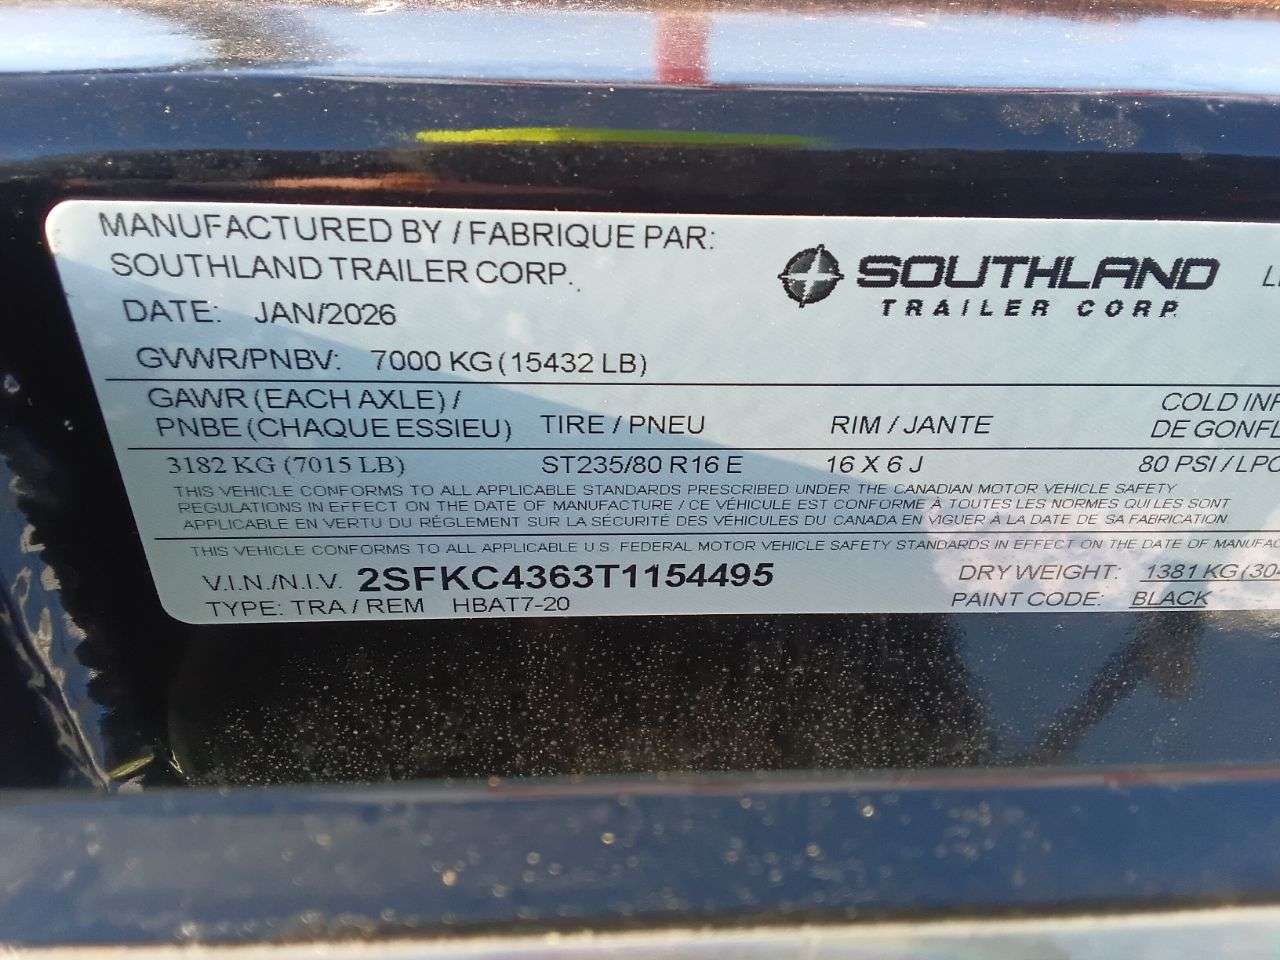 MANUFACTURED BY / FABRIQUE PAR:
SOUTHLAND TRAILER CORP.
SOUTHLAND
TRAILER CORP.
DATE: JAN/2026
GVWR/PNBV: 7000 KG (15432 LB)
GAWR (EACH AXLE) / TIRE / PNEU RIM / JANTE COLD
PNBE (CHAQUE ESSIEU) DE
3182 KG (7015 LB) ST235/80 R16 E 16 X 6 J 80 PSI /
THIS VEHICLE CONFORMS TO ALL APPLICABLE STANDARDS PRESCRIBED UNDER THE CANADIAN MOTOR VEHICLE SAFETY
REGULATIONS IN EFFECT ON THE DATE OF MANUFACTURE / CE VÉHICULE EST CONFORME À TOUTES LES NORMES QUI LES SONT
APPLICABLE EN VERTU DU RÉGLEMENT SUR LA SÉCURITÉ DES VÉHICULES DU CANADA EN VIGUER À LA DATE DE SA FABRICATION
THIS VEHICLE CONFORMS TO ALL APPLICABLE U.S. FEDERAL MOTOR VEHICLE SAFETY STANDARDS IN EFFECT ON THE DATE OF
V.I.N./N.I.V. 2SFKC4363T1154495 DRY WEIGHT: 1381 KG
TYPE: TRA / REM HBAT7-20 PAINT CODE: BLACK